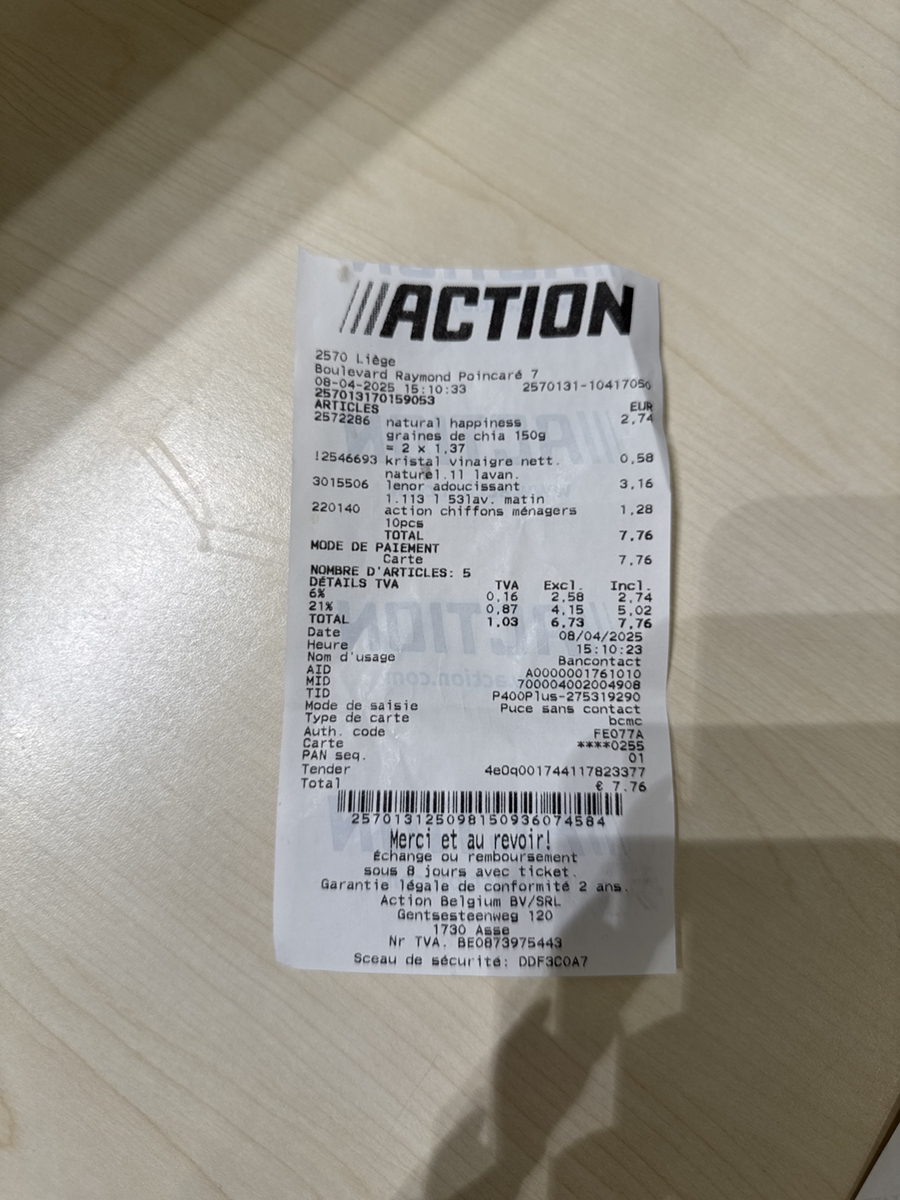 ///ACTION
2570 Liège
Boulevard Raymond Poincaré 7
08-04-2025 15:10:33 2570131-10417056
257013170159053
ARTICLES EUR
2572286 natural happiness 2,74
graines de chia 150g
= 2 x 1,37
!2546693 kristal vinaigre nett. 0,58
naturel 1l lavan.
3015506 lenor adoucissant 3,16
1.113 l 53lav. matin
220140 action chiffons ménagers 1,28
10pcs
TOTAL 7,76
MODE DE PAIEMENT
Carte 7,76
NOMBRE D'ARTICLES: 5
DÉTAILS TVA TVA Excl. Incl.
6% 0,16 2,58 2,74
21% 0,87 4,15 5,02
TOTAL 1,03 6,73 7,76
Date 08/04/2025
Heure 15:10:23
Nom d'usage Bancontact
AID A0000001761010
MID 700004002004908
TID P400Plus-275319290
Mode de saisie Puce sans contact
Type de carte bcmc
Auth. code FE077A
Carte ****0255
PAN seq. 01
Tender 4e0q001744117823377
Total € 7.76
2570131250981509360745​84
Merci et au revoir!
Échange ou remboursement
sous 8 jours avec ticket.
Garantie légale de conformité 2 ans.
Action Belgium BV/SRL
Gentsesteenweg 120
1730 Asse
Nr TVA. BE0873975443
Sceau de sécurité: DDF3C0A7